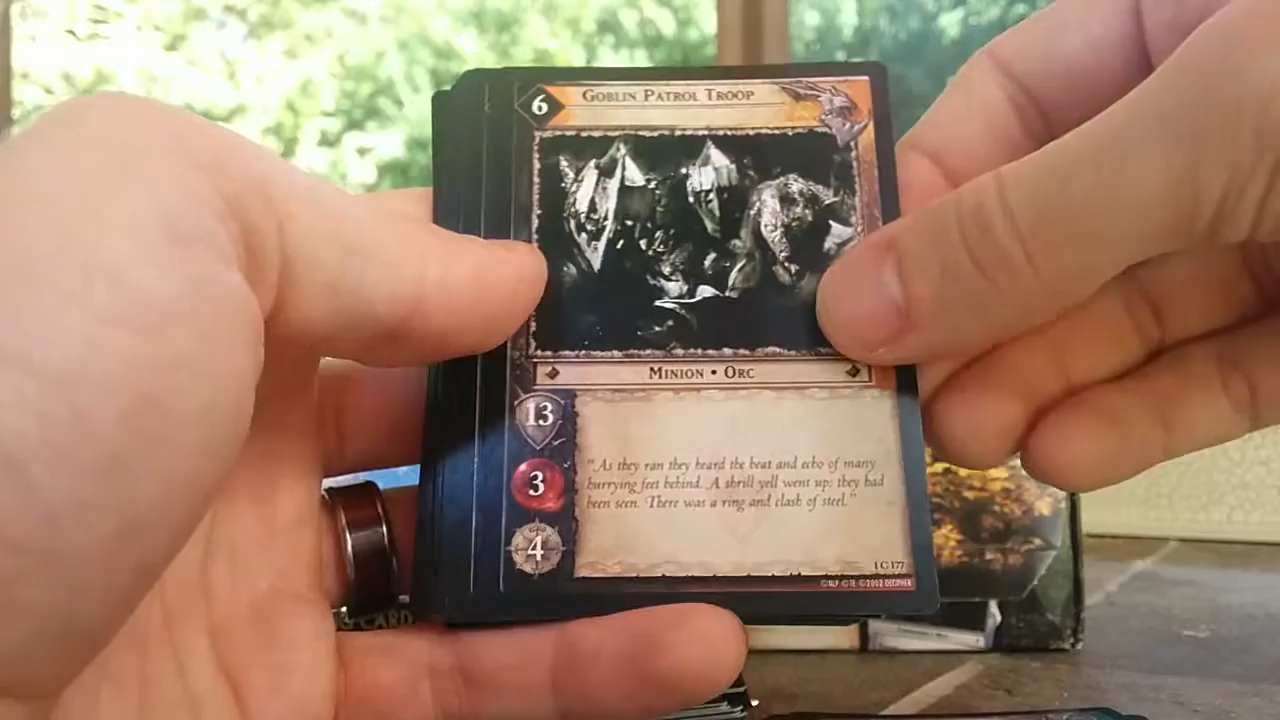 6
GOBLIN PATROL TROOP
MINION • ORC
13
3
4
"As they ran they heard the beat and echo of many
hurrying feet behind. A shrill yell went up: they had
been seen. There was a ring and clash of steel."
1 C 177
©NLP ©TE ©2002 DECIPHER
G CARD